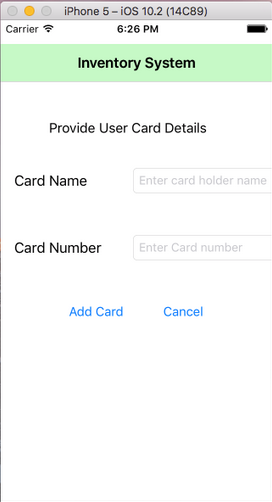 iPhone 5 – iOS 10.2 (14C89)
Carrier 6:26 PM
Inventory System
Provide User Card Details
Card Name Enter card holder name
Card Number Enter Card number
Add Card Cancel